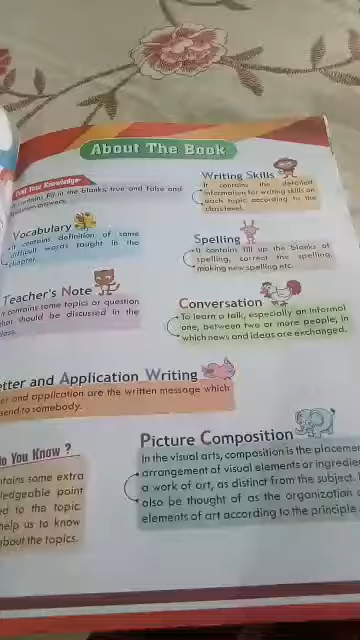 About The Book
Test Your Knowledge
contains fill in the blanks, true and false and
question answers.
Writing Skills
It contains the detailed
information for writing skills on
each topic according to the
class level.
Vocabulary
It contains definition of some
difficult words taught in the
chapter.
Spelling
It contains fill up the blanks of
spelling, correct the spelling,
making new spelling etc.
Teacher's Note
It contains some topics or question
that should be discussed in the
class.
Conversation
To learn a talk, especially an informal
one, between two or more people, in
which news and ideas are exchanged.
etter and Application Writing
er and application are the written message which
send to somebody.
Do You Know ?
ntains some extra
ledgeable point
ed to the topic.
help us to know
about the topics.
Picture Composition
In the visual arts, composition is the placemen
arrangement of visual elements or ingredie
a work of art, as distinct from the subject.
also be thought of as the organization
elements of art according to the principle